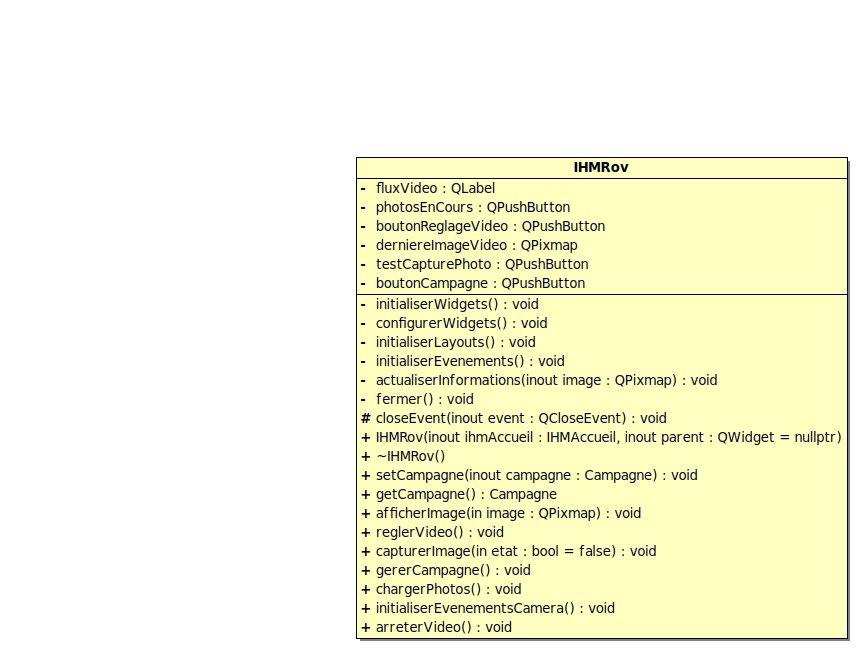 IHMRov
- fluxVideo : QLabel
- photosEnCours : QPushButton
- boutonReglageVideo : QPushButton
- derniereImageVideo : QPixmap
- testCapturePhoto : QPushButton
- boutonCampagne : QPushButton
- initialiserWidgets() : void
- configurerWidgets() : void
- initialiserLayouts() : void
- initialiserEvenements() : void
- actualiserInformations(inout image : QPixmap) : void
- fermer() : void
# closeEvent(inout event : QCloseEvent) : void
+ IHMRov(inout ihmAccueil : IHMAccueil, inout parent : QWidget = nullptr)
+ ~IHMRov()
+ setCampagne(inout campagne : Campagne) : void
+ getCampagne() : Campagne
+ afficherImage(in image : QPixmap) : void
+ reglerVideo() : void
+ capturerImage(in etat : bool = false) : void
+ gererCampagne() : void
+ chargerPhotos() : void
+ initialiserEvenementsCamera() : void
+ arreterVideo() : void